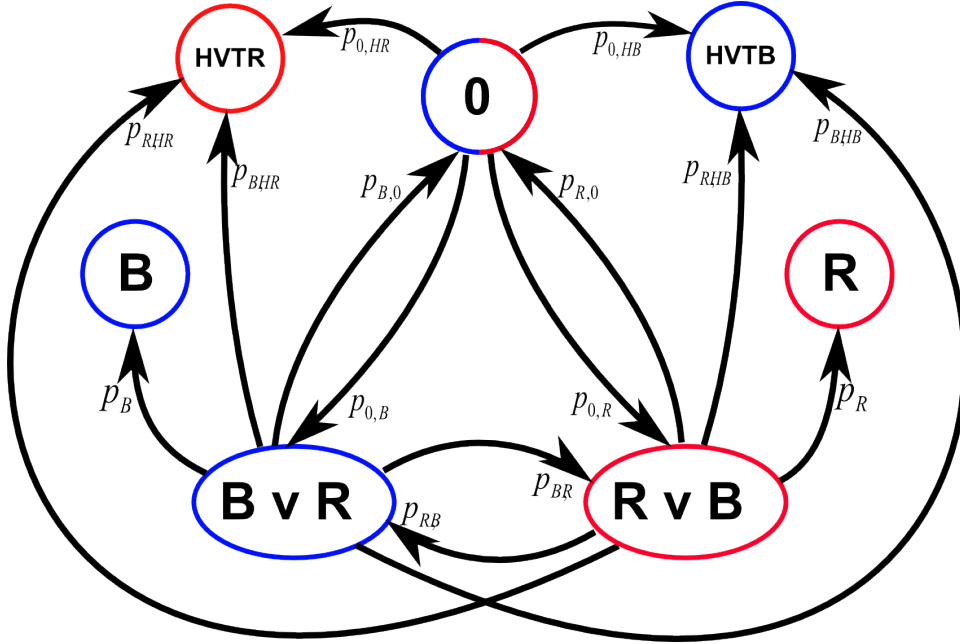 HVTR
p0,HR
0
p0,HB
HVTB
pR,HR
pB,HR
pB,0
pR,0
pR,HB
pB,HB
B
R
pB
p0,B
p0,R
pR
B v R
pRB
pBR
R v B